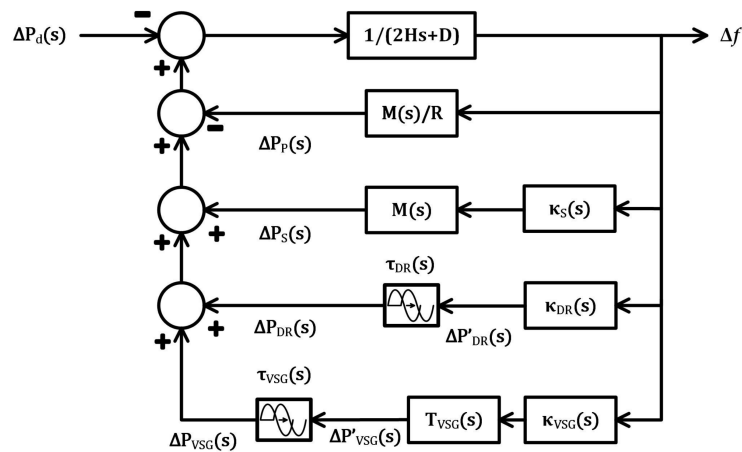 ΔP_d(s)
−
1/(2Hs+D)
Δf
+
M(s)/R
−
ΔP_P(s)
+
M(s)
κ_S(s)
ΔP_S(s)
+
+
τ_DR(s)
κ_DR(s)
ΔP_DR(s)
ΔP'_DR(s)
+
+
τ_VSG(s)
T_VSG(s)
κ_VSG(s)
ΔP_VSG(s)
ΔP'_VSG(s)